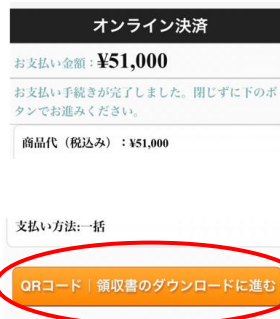 オンライン決済
お支払い金額：¥51,000
お支払い手続きが完了しました。閉じずに下のボ
タンでお進みください。
商品代（税込み）：¥51,000
支払い方法:一括
QRコード｜領収書のダウンロードに進む